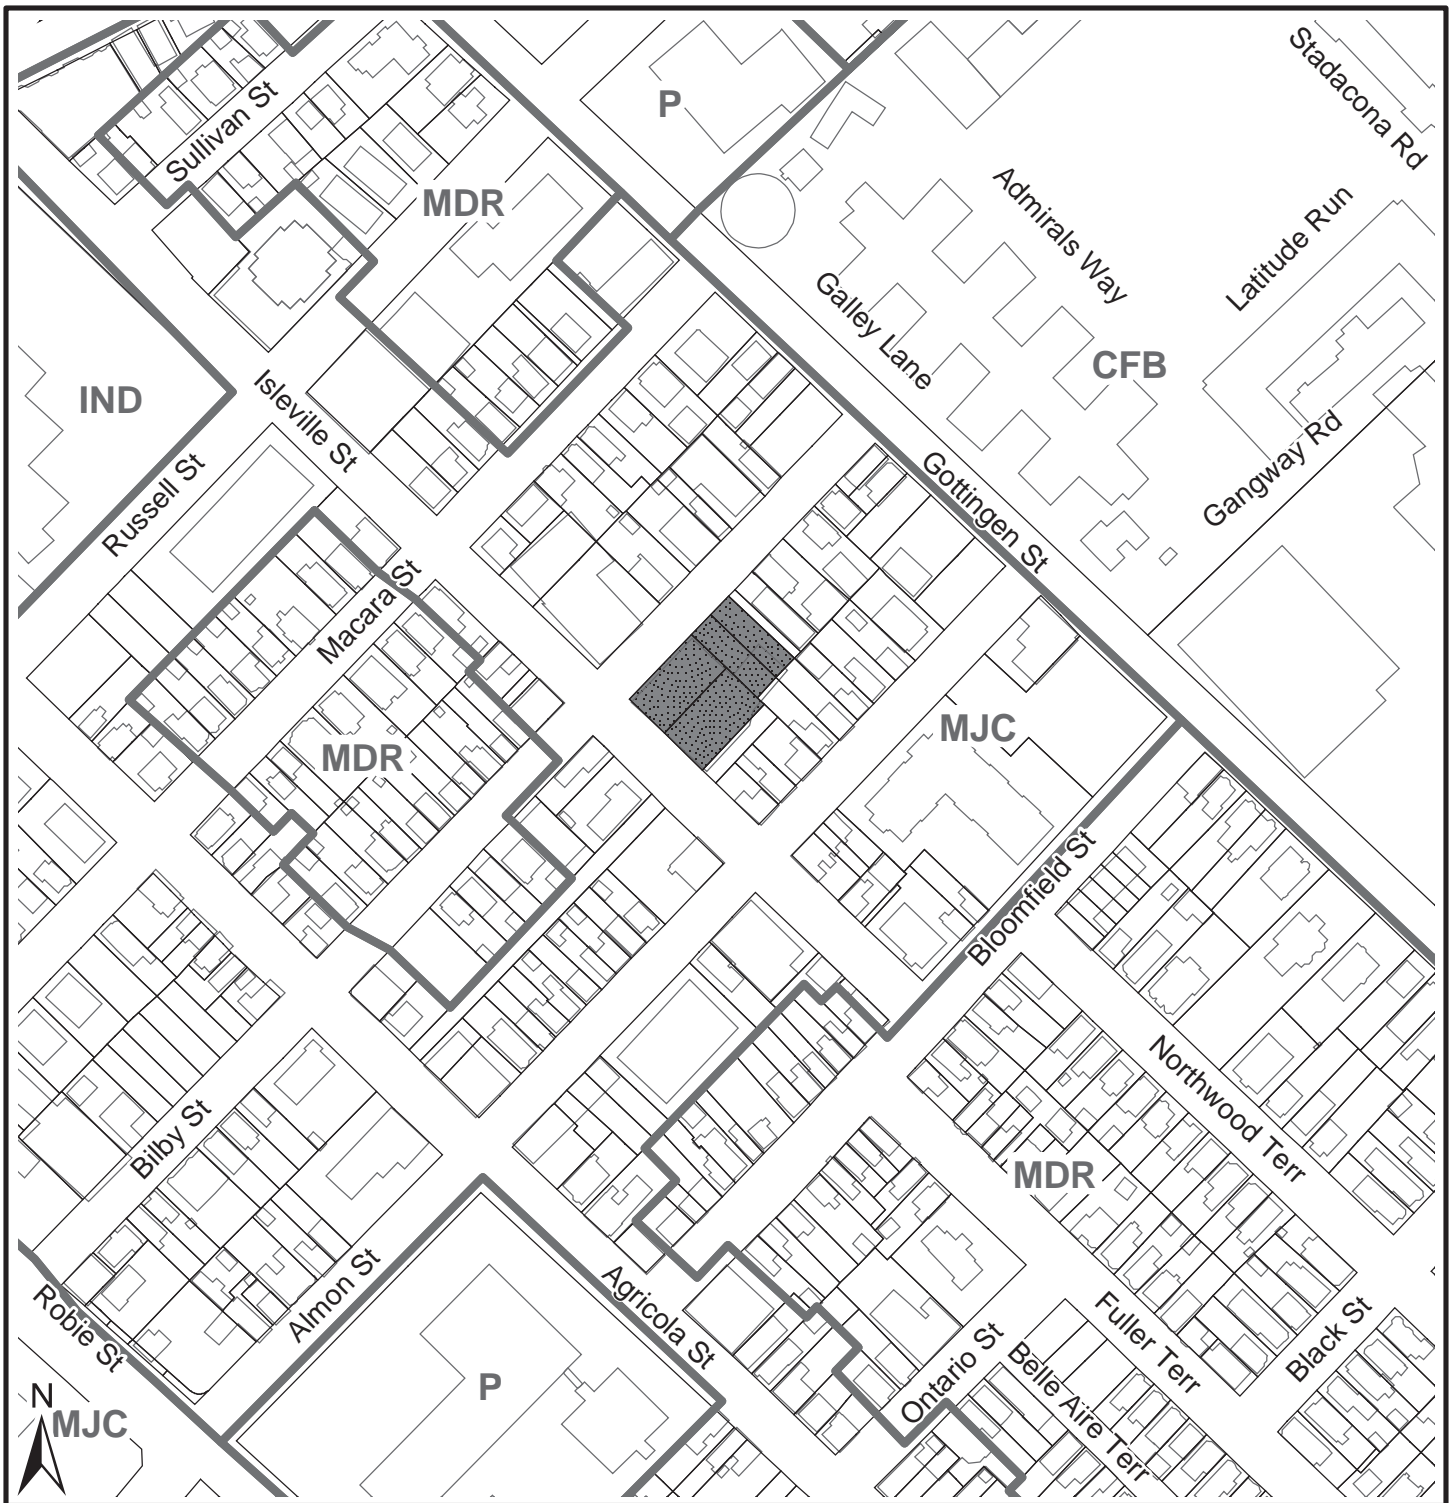 Stadacona Rd
P
Sullivan St
MDR
Admirals Way
Latitude Run
Galley Lane
CFB
IND
Isleville St
Gangway Rd
Russell St
Gottingen St
Macara St
MJC
MDR
Bloomfield St
Northwood Terr
Bilby St
MDR
Almon St
Agricola St
Robie St
Fuller Terr
Black St
Ontario St
Belle Aire Terr
N
MJC
P